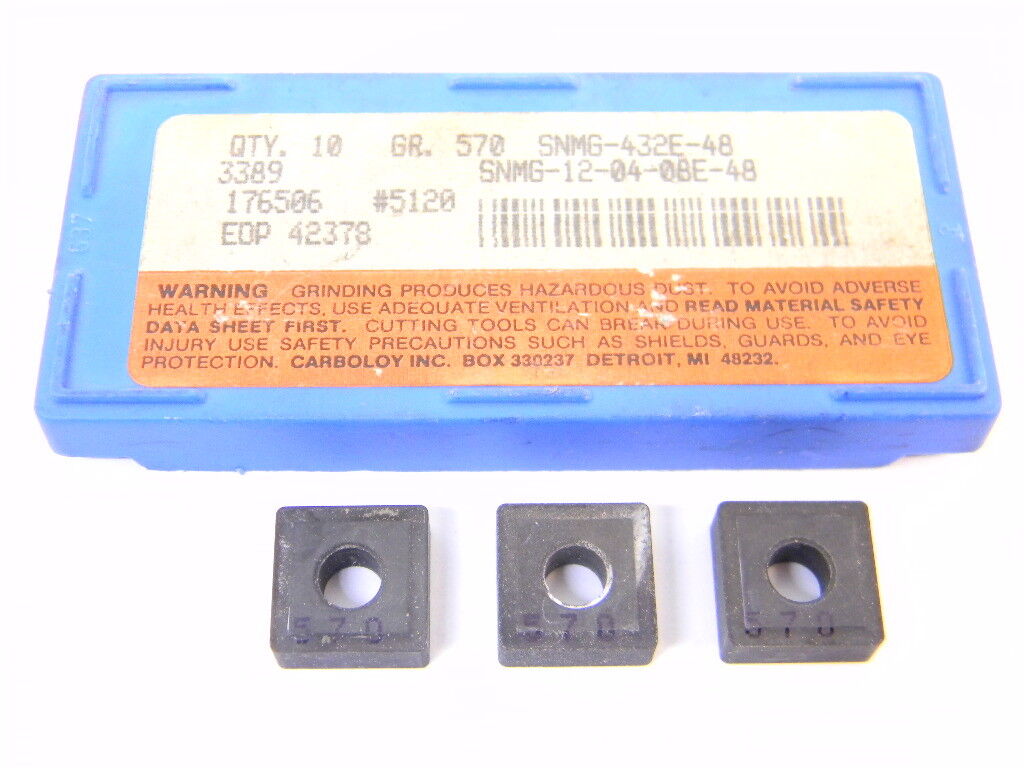 QTY. 10 GR. 570 SNMG-432E-48
3389 SNMG-12-04-08E-48
176506 #5120
EDP 42378
WARNING GRINDING PRODUCES HAZARDOUS DUST. TO AVOID ADVERSE
HEALTH EFFECTS, USE ADEQUATE VENTILATION AND READ MATERIAL SAFETY
DATA SHEET FIRST. CUTTING TOOLS CAN BREAK DURING USE. TO AVOID
INJURY USE SAFETY PRECAUTIONS SUCH AS SHIELDS, GUARDS, AND EYE
PROTECTION. CARBOLOY INC. BOX 330237 DETROIT, MI 48232.
637
2
570
570
570